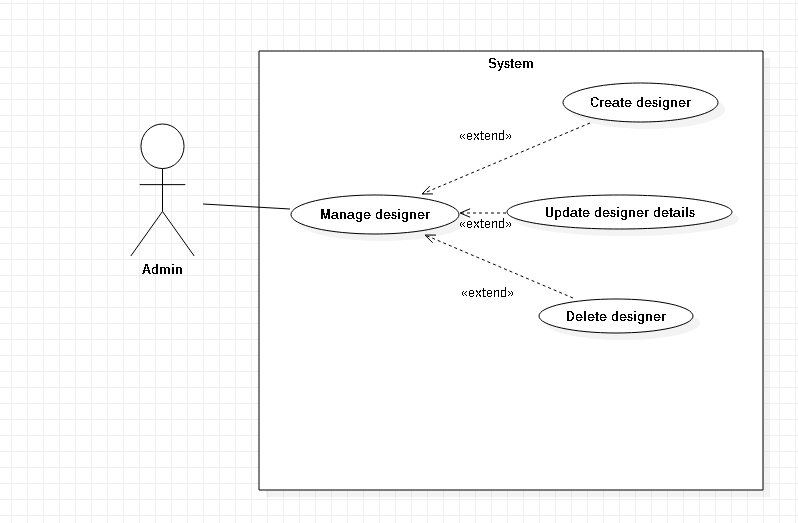 System
Create designer
«extend»
Manage designer
Update designer details
«extend»
Admin
«extend»
Delete designer